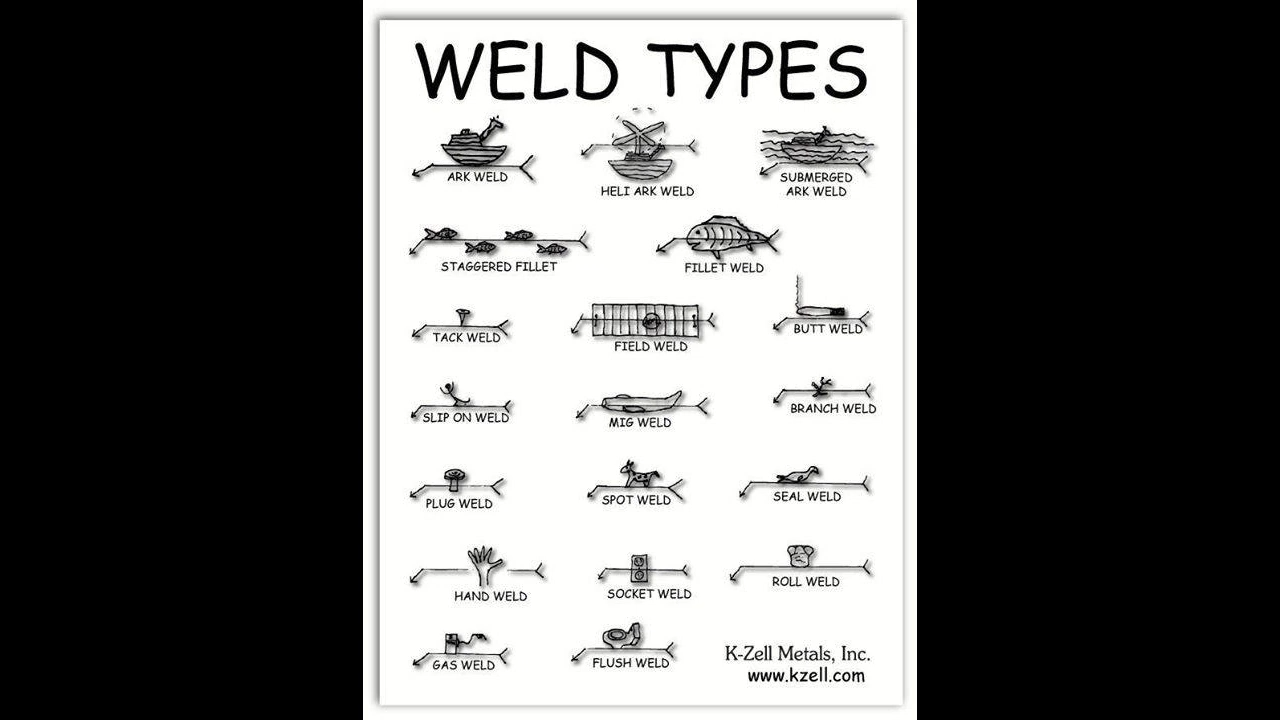 WELD TYPES
ARK WELD
HELI ARK WELD
SUBMERGED
ARK WELD
STAGGERED FILLET
FILLET WELD
TACK WELD
FIELD WELD
BUTT WELD
SLIP ON WELD
MIG WELD
BRANCH WELD
PLUG WELD
SPOT WELD
SEAL WELD
HAND WELD
SOCKET WELD
ROLL WELD
GAS WELD
FLUSH WELD
K-Zell Metals, Inc.
www.kzell.com